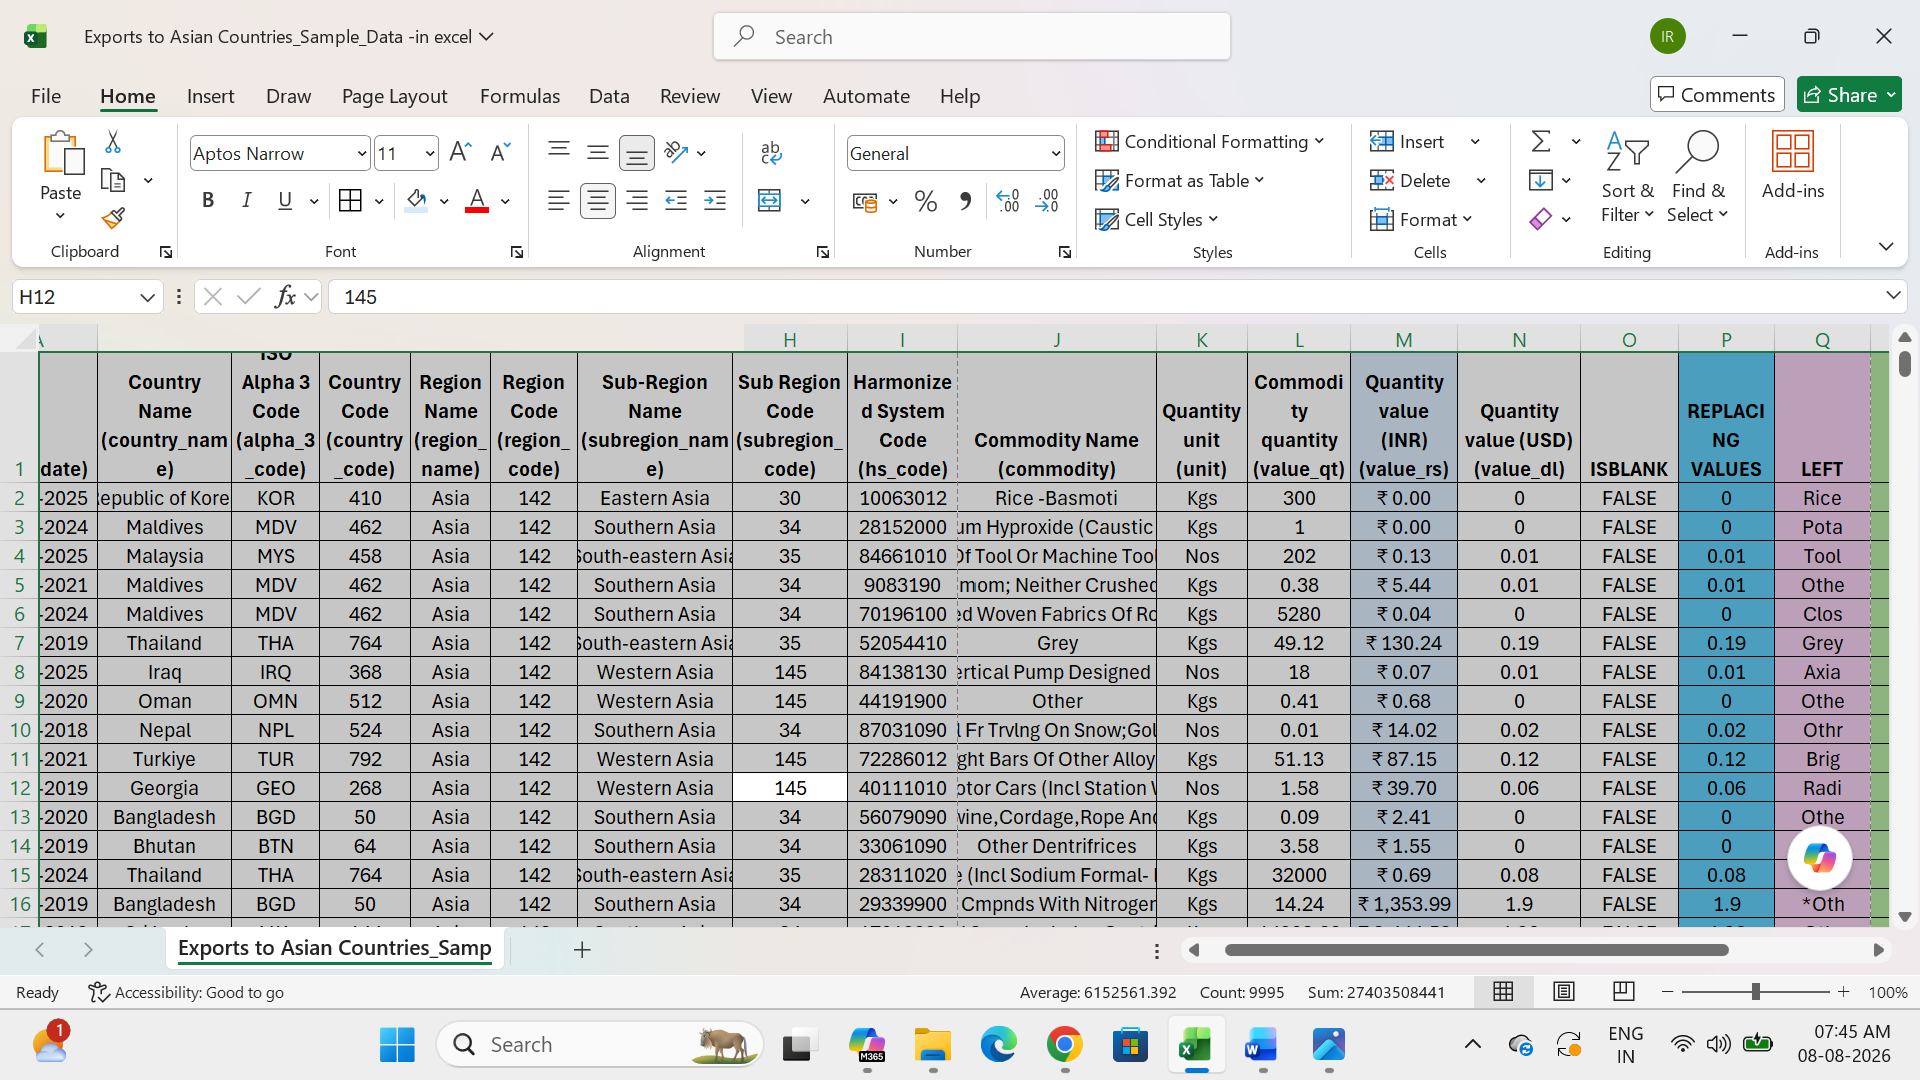 Exports to Asian Countries_Sample_Data -in excel
Search
IR
File Home Insert Draw Page Layout Formulas Data Review View Automate Help
Comments Share
Paste
Clipboard
Aptos Narrow 11
B I U
Font
Alignment
General
% 9 .00
Number
Conditional Formatting
Format as Table
Cell Styles
Styles
Insert
Delete
Format
Cells
Sort & Filter
Find & Select
Editing
Add-ins
Add-ins
H12 fx 145
A H I J K L M N O P Q
1 date) Country Name (country_name) ISO Alpha 3 Code (alpha_3_code) Country Code (country_code) Region Name (region_name) Region Code (region_code) Sub-Region Name (subregion_name) Sub Region Code (subregion_code) Harmonized System Code (hs_code) Commodity Name (commodity) Quantity unit (unit) Commodity quantity (value_qt) Quantity value (INR) (value_rs) Quantity value (USD) (value_dl) ISBLANK REPLACING VALUES LEFT
2 -2025 Republic of Kore KOR 410 Asia 142 Eastern Asia 30 10063012 Rice -Basmoti Kgs 300 ₹ 0.00 0 FALSE 0 Rice
3 -2024 Maldives MDV 462 Asia 142 Southern Asia 34 28152000 um Hyproxide (Caustic Kgs 1 ₹ 0.00 0 FALSE 0 Pota
4 -2025 Malaysia MYS 458 Asia 142 South-eastern Asia 35 84661010 Of Tool Or Machine Tool Nos 202 ₹ 0.13 0.01 FALSE 0.01 Tool
5 -2021 Maldives MDV 462 Asia 142 Southern Asia 34 9083190 mom; Neither Crushed Kgs 0.38 ₹ 5.44 0.01 FALSE 0.01 Othe
6 -2024 Maldives MDV 462 Asia 142 Southern Asia 34 70196100 ed Woven Fabrics Of Ro Kgs 5280 ₹ 0.04 0 FALSE 0 Clos
7 -2019 Thailand THA 764 Asia 142 South-eastern Asia 35 52054410 Grey Kgs 49.12 ₹ 130.24 0.19 FALSE 0.19 Grey
8 -2025 Iraq IRQ 368 Asia 142 Western Asia 145 84138130 ertical Pump Designed Nos 18 ₹ 0.07 0.01 FALSE 0.01 Axia
9 -2020 Oman OMN 512 Asia 142 Western Asia 145 44191900 Other Kgs 0.41 ₹ 0.68 0 FALSE 0 Othe
10 -2018 Nepal NPL 524 Asia 142 Southern Asia 34 87031090 l Fr Trvlng On Snow;Gol Nos 0.01 ₹ 14.02 0.02 FALSE 0.02 Othr
11 -2021 Turkiye TUR 792 Asia 142 Western Asia 145 72286012 ght Bars Of Other Alloy Kgs 51.13 ₹ 87.15 0.12 FALSE 0.12 Brig
12 -2019 Georgia GEO 268 Asia 142 Western Asia 145 40111010 otor Cars (Incl Station W Nos 1.58 ₹ 39.70 0.06 FALSE 0.06 Radi
13 -2020 Bangladesh BGD 50 Asia 142 Southern Asia 34 56079090 wine,Cordage,Rope And Kgs 0.09 ₹ 2.41 0 FALSE 0 Othe
14 -2019 Bhutan BTN 64 Asia 142 Southern Asia 34 33061090 Other Dentrifrices Kgs 3.58 ₹ 1.55 0 FALSE 0
15 -2024 Thailand THA 764 Asia 142 South-eastern Asia 35 28311020 e (Incl Sodium Formal- Kgs 32000 ₹ 0.69 0.08 FALSE 0.08
16 -2019 Bangladesh BGD 50 Asia 142 Southern Asia 34 29339900 Cmpnds With Nitroger Kgs 14.24 ₹ 1,353.99 1.9 FALSE 1.9 *Oth
Exports to Asian Countries_Samp
Ready Accessibility: Good to go Average: 6152561.392 Count: 9995 Sum: 27403508441 100%
1
Search
M365
ENG
IN
07:45 AM
08-08-2026